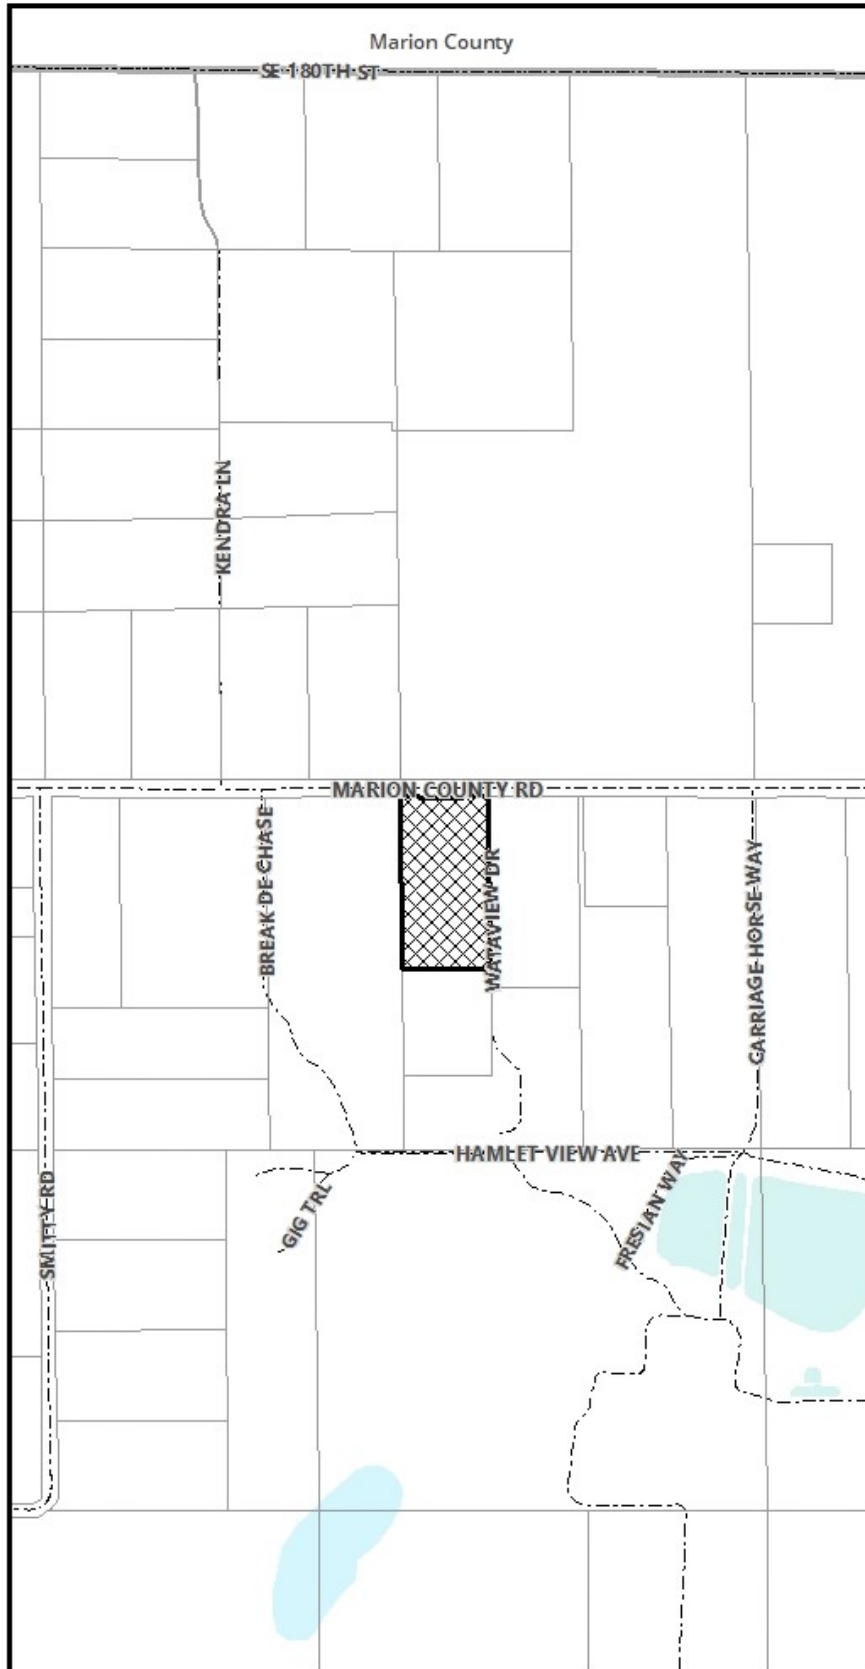 Marion County
SE 180TH ST
KENDRA LN
MARION COUNTY RD
BREAK DE CHASE
WATAVIEW DR
CARRIAGE HORSE WAY
HAMLET VIEW AVE
SMITTY RD
GIG TRL
FRESIAN WAY